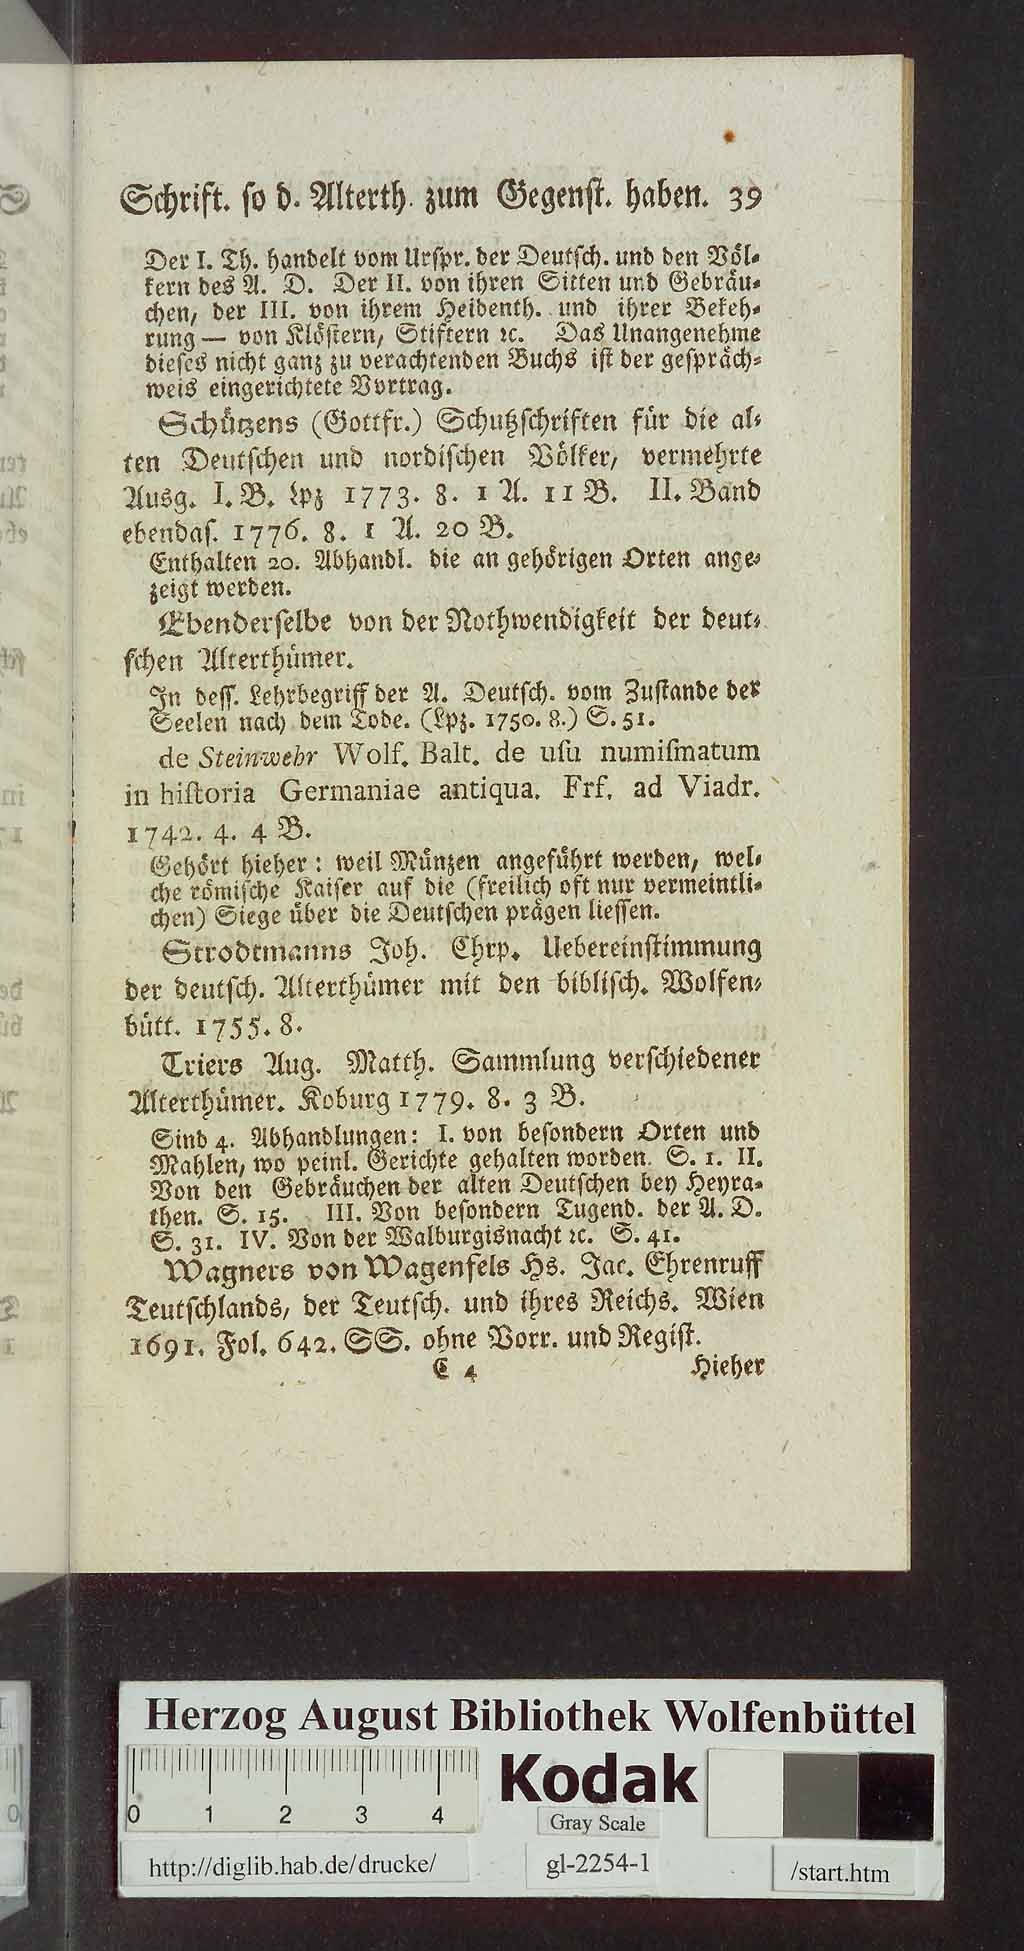 Schrift. so d. Alterth. zum Gegenst. haben. 39
Der I. Th. handelt vom Urspr. der Deutsch. und den Völ-
kern des A. D. Der II. von ihren Sitten und Gebräu-
chen, der III. von ihrem Heidenth. und ihrer Bekeh-
rung — von Klöstern, Stiftern ꝛc. Das Unangenehme
dieses nicht ganz zu verachtenden Buchs ist der gespräch-
weis eingerichtete Vortrag.
Schützens (Gottfr.) Schutzschriften für die al-
ten Deutschen und nordischen Völker, vermehrte
Ausg. I. B. Lpz 1773. 8. 1 A. 11 B. II. Band
ebendas. 1776. 8. 1 A. 20 B.
Enthalten 20. Abhandl. die an gehörigen Orten ange-
zeigt werden.
Ebenderselbe von der Nothwendigkeit der deut-
schen Alterthümer.
In dess. Lehrbegriff der A. Deutsch. vom Zustande der
Seelen nach dem Tode. (Lpz. 1750. 8.) S. 51.
de Steinwehr Wolf. Balt. de uſu numiſmatum
in hiſtoria Germaniae antiqua. Frf. ad Viadr.
1742. 4. 4 B.
Gehört hieher: weil Münzen angeführt werden, wel-
che römische Kaiser auf die (freilich oft nur vermeintli-
chen) Siege über die Deutschen prägen liessen.
Strodtmanns Joh. Chrp. Uebereinstimmung
der deutsch. Alterthümer mit den biblisch. Wolfen-
bütt. 1755. 8.
Triers Aug. Matth. Sammlung verschiedener
Alterthümer. Koburg 1779. 8. 3 B.
Sind 4. Abhandlungen: I. von besondern Orten und
Mahlen, wo peinl. Gerichte gehalten worden. S. 1. II.
Von den Gebräuchen der alten Deutschen bey Heyra-
then. S. 15. III. Von besondern Tugend. der A. D.
S. 31. IV. Von der Walburgisnacht ꝛc. S. 41.
Wagners von Wagenfels Hs. Jac. Ehrenruff
Teutschlands, der Teutsch. und ihres Reichs. Wien
1691. Fol. 642. SS. ohne Vorr. und Regist.
C 4 Hieher
Herzog August Bibliothek Wolfenbüttel
0 1 2 3 4
Kodak
Gray Scale
http://diglib.hab.de/drucke/ gl-2254-1 /start.htm